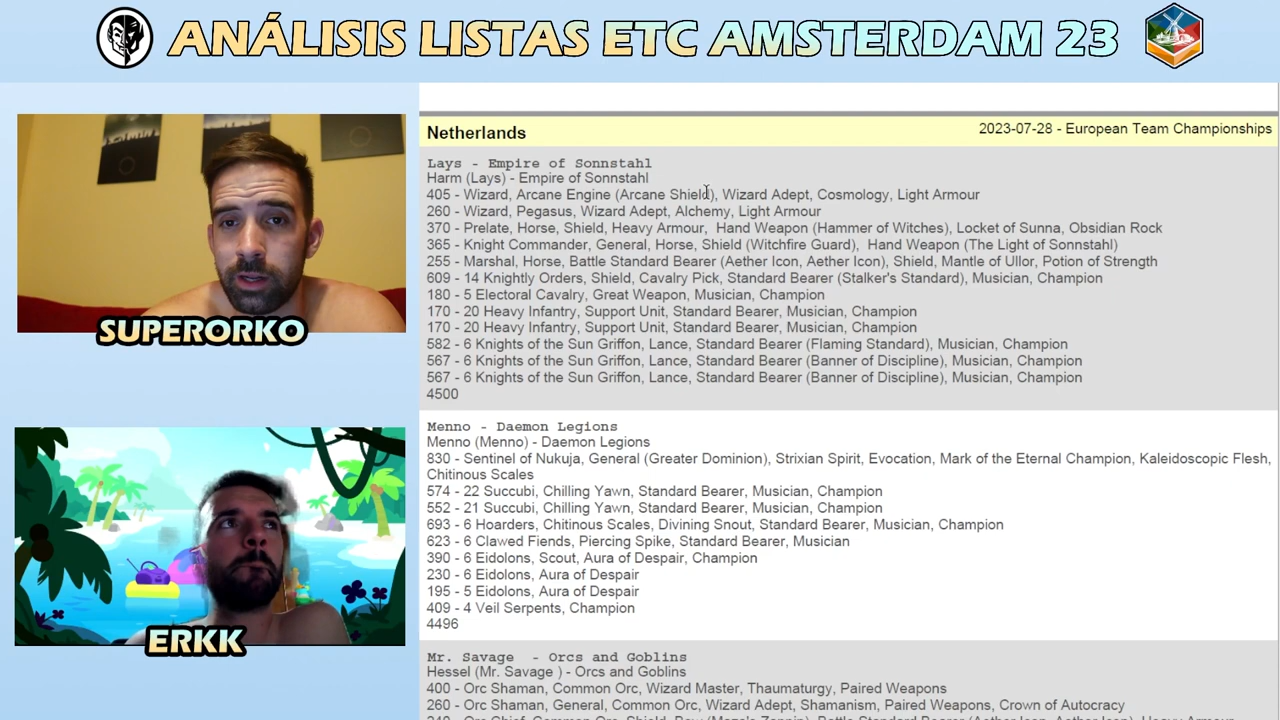 ANÁLISIS LISTAS ETC AMSTERDAM 23
SUPERORKO
ERKK
Netherlands
2023-07-28 - European Team Championships
Lays - Empire of Sonnstahl
Harm (Lays) - Empire of Sonnstahl
405 - Wizard, Arcane Engine (Arcane Shield), Wizard Adept, Cosmology, Light Armour
260 - Wizard, Pegasus, Wizard Adept, Alchemy, Light Armour
370 - Prelate, Horse, Shield, Heavy Armour, Hand Weapon (Hammer of Witches), Locket of Sunna, Obsidian Rock
365 - Knight Commander, General, Horse, Shield (Witchfire Guard), Hand Weapon (The Light of Sonnstahl)
255 - Marshal, Horse, Battle Standard Bearer (Aether Icon, Aether Icon), Shield, Mantle of Ullor, Potion of Strength
609 - 14 Knightly Orders, Shield, Cavalry Pick, Standard Bearer (Stalker's Standard), Musician, Champion
180 - 5 Electoral Cavalry, Great Weapon, Musician, Champion
170 - 20 Heavy Infantry, Support Unit, Standard Bearer, Musician, Champion
170 - 20 Heavy Infantry, Support Unit, Standard Bearer, Musician, Champion
582 - 6 Knights of the Sun Griffon, Lance, Standard Bearer (Flaming Standard), Musician, Champion
567 - 6 Knights of the Sun Griffon, Lance, Standard Bearer (Banner of Discipline), Musician, Champion
567 - 6 Knights of the Sun Griffon, Lance, Standard Bearer (Banner of Discipline), Musician, Champion
4500
Menno - Daemon Legions
Menno (Menno) - Daemon Legions
830 - Sentinel of Nukuja, General (Greater Dominion), Strixian Spirit, Evocation, Mark of the Eternal Champion, Kaleidoscopic Flesh,
Chitinous Scales
574 - 22 Succubi, Chilling Yawn, Standard Bearer, Musician, Champion
552 - 21 Succubi, Chilling Yawn, Standard Bearer, Musician, Champion
693 - 6 Hoarders, Chitinous Scales, Divining Snout, Standard Bearer, Musician, Champion
623 - 6 Clawed Fiends, Piercing Spike, Standard Bearer, Musician
390 - 6 Eidolons, Scout, Aura of Despair, Champion
230 - 6 Eidolons, Aura of Despair
195 - 5 Eidolons, Aura of Despair
409 - 4 Veil Serpents, Champion
4496
Mr. Savage - Orcs and Goblins
Hessel (Mr. Savage ) - Orcs and Goblins
400 - Orc Shaman, Common Orc, Wizard Master, Thaumaturgy, Paired Weapons
260 - Orc Shaman, General, Common Orc, Wizard Adept, Shamanism, Paired Weapons, Crown of Autocracy